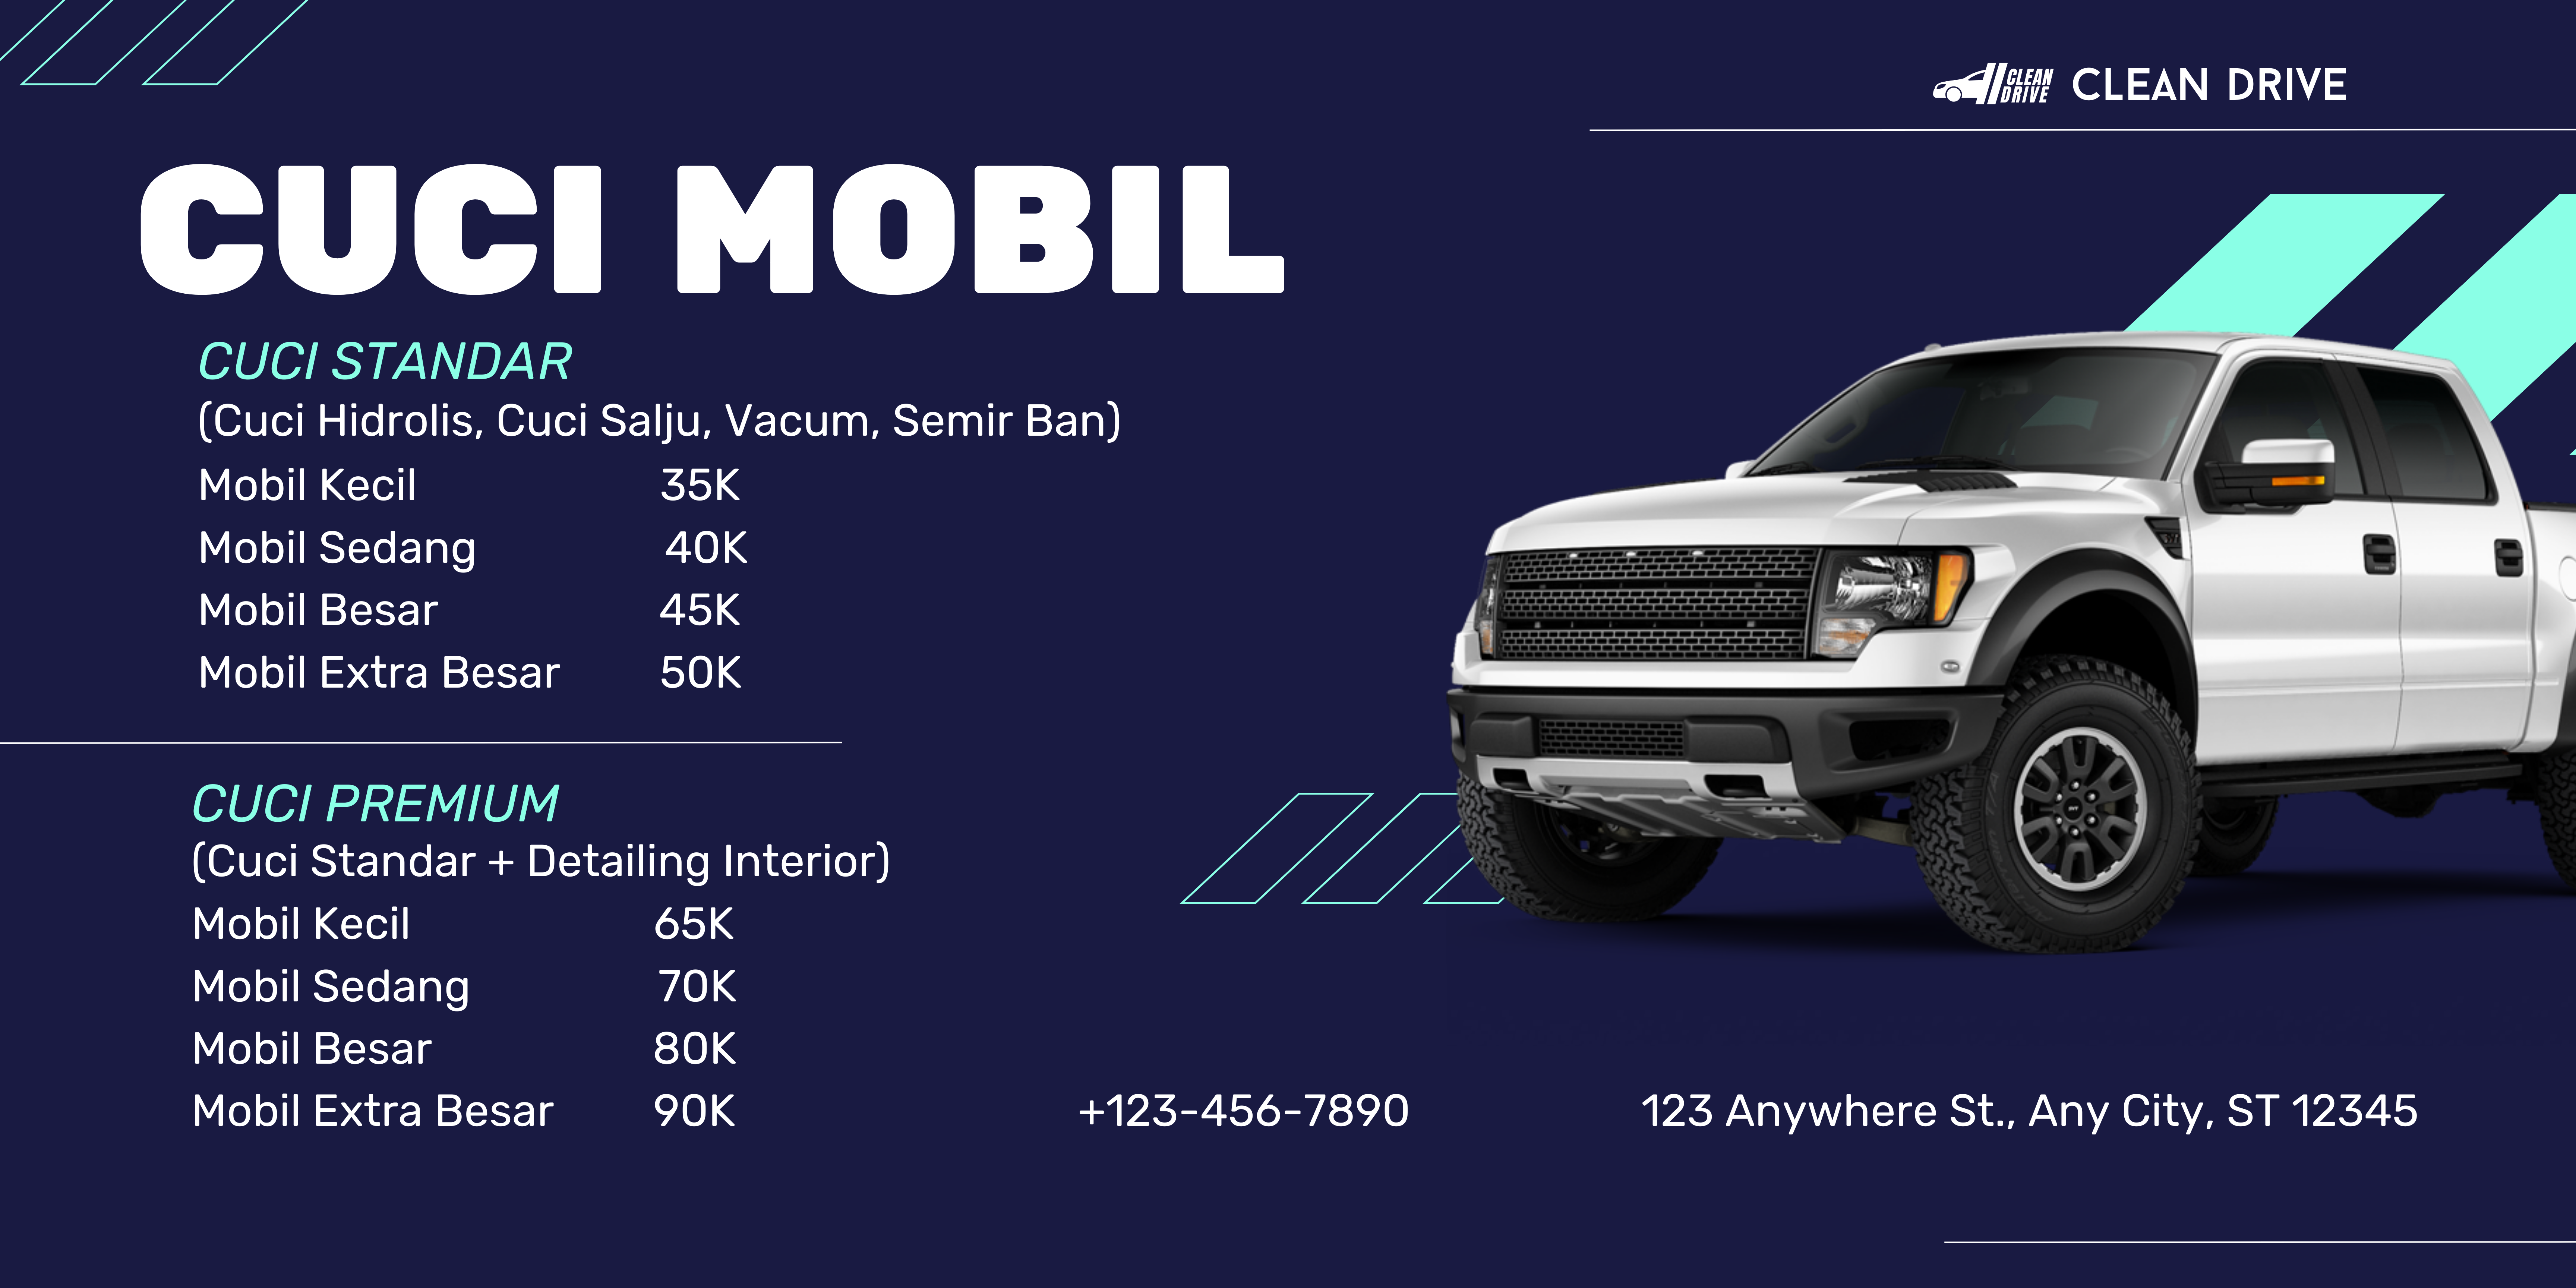 CLEAN DRIVE
CLEAN DRIVE
CUCI MOBIL
CUCI STANDAR
(Cuci Hidrolis, Cuci Salju, Vacum, Semir Ban)
Mobil Kecil 35K
Mobil Sedang 40K
Mobil Besar 45K
Mobil Extra Besar 50K
CUCI PREMIUM
(Cuci Standar + Detailing Interior)
Mobil Kecil 65K
Mobil Sedang 70K
Mobil Besar 80K
Mobil Extra Besar 90K
+123-456-7890
123 Anywhere St., Any City, ST 12345